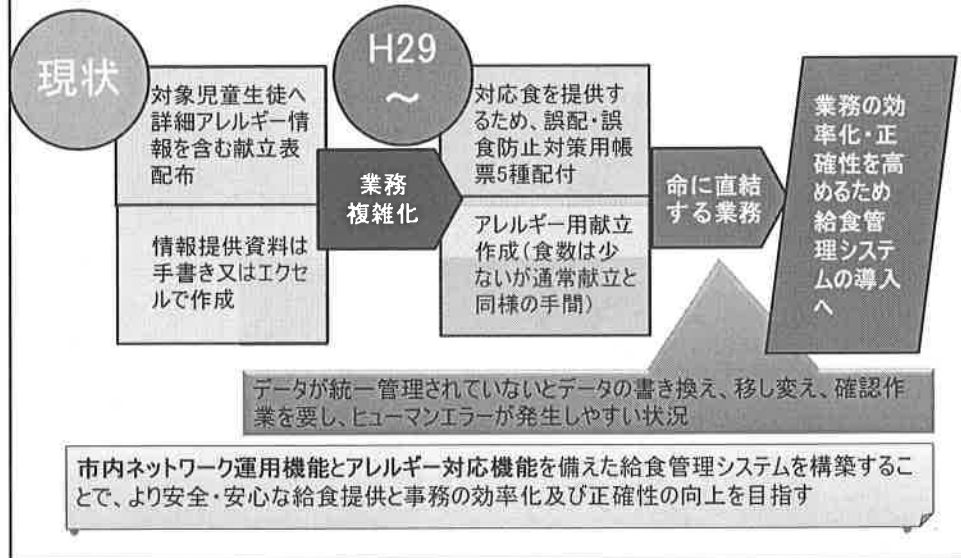 現状
対象児童生徒へ
詳細アレルギー情
報を含む献立表
配布
情報提供資料は
手書き又はエクセ
ルで作成
業務
複雑化
H29
~
対応食を提供す
るため、誤配・誤
食防止対策用帳
票5種配付
アレルギー用献立
作成(食数は少
ないが通常献立と
同様の手間)
命に直結
する業務
業務の効
率化・正
確性を高
めるため
給食管
理システ
ムの導入
へ
データが統一管理されていないとデータの書き換え、移し変え、確認作
業を要し、ヒューマンエラーが発生しやすい状況
市内ネットワーク運用機能とアレルギー対応機能を備えた給食管理システムを構築するこ
とで、より安全・安心な給食提供と事務の効率化及び正確性の向上を目指す